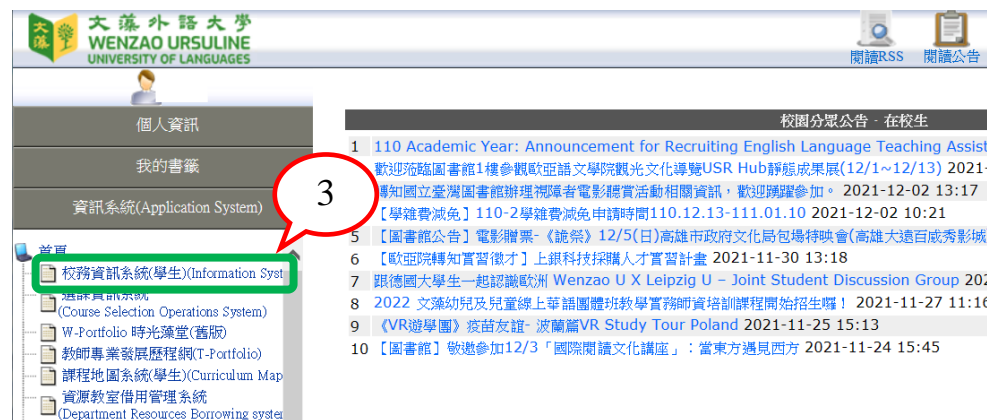 文藻外語大學
WENZAO URSULINE
UNIVERSITY OF LANGUAGES
文藻
閱讀RSS
閱讀公告
個人資訊
我的書籤
資訊系統(Application System)
首頁
校務資訊系統(學生)(Information Syst
選課資訊系統
(Course Selection Operations System)
W-Portfolio 時光藻堂(舊版)
教師專業發展歷程網(T-Portfolio)
課程地圖系統(學生)(Curriculum Map
資源教室借用管理系統
(Department Resources Borrowing syster
3
校園分眾公告 - 在校生
1 110 Academic Year: Announcement for Recruiting English Language Teaching Assist
歡迎蒞臨圖書館1樓參觀歐亞語文學院觀光文化導覽USR Hub靜態成果展(12/1~12/13) 2021-
轉知國立臺灣圖書館辦理視障者電影聽賞活動相關資訊，歡迎踴躍參加。 2021-12-02 13:17
【學雜費減免】110-2學雜費減免申請時間110.12.13-111.01.10 2021-12-02 10:21
5 【圖書館公告】電影贈票-《詭祭》12/5(日)高雄市政府文化局包場特映會(高雄大遠百威秀影城
6 【歐亞院轉知實習徵才】上銀科技採購人才實習計畫 2021-11-30 13:18
7 跟德國大學生一起認識歐洲 Wenzao U X Leipzig U – Joint Student Discussion Group 202
8 2022 文藻幼兒及兒童線上華語團體班教學實務師資培訓課程開始招生囉！ 2021-11-27 11:16
9 《VR遊學團》疫苗友誼- 波蘭篇VR Study Tour Poland 2021-11-25 15:13
10 【圖書館】敬邀參加12/3「國際閱讀文化講座」：當東方遇見西方 2021-11-24 15:45